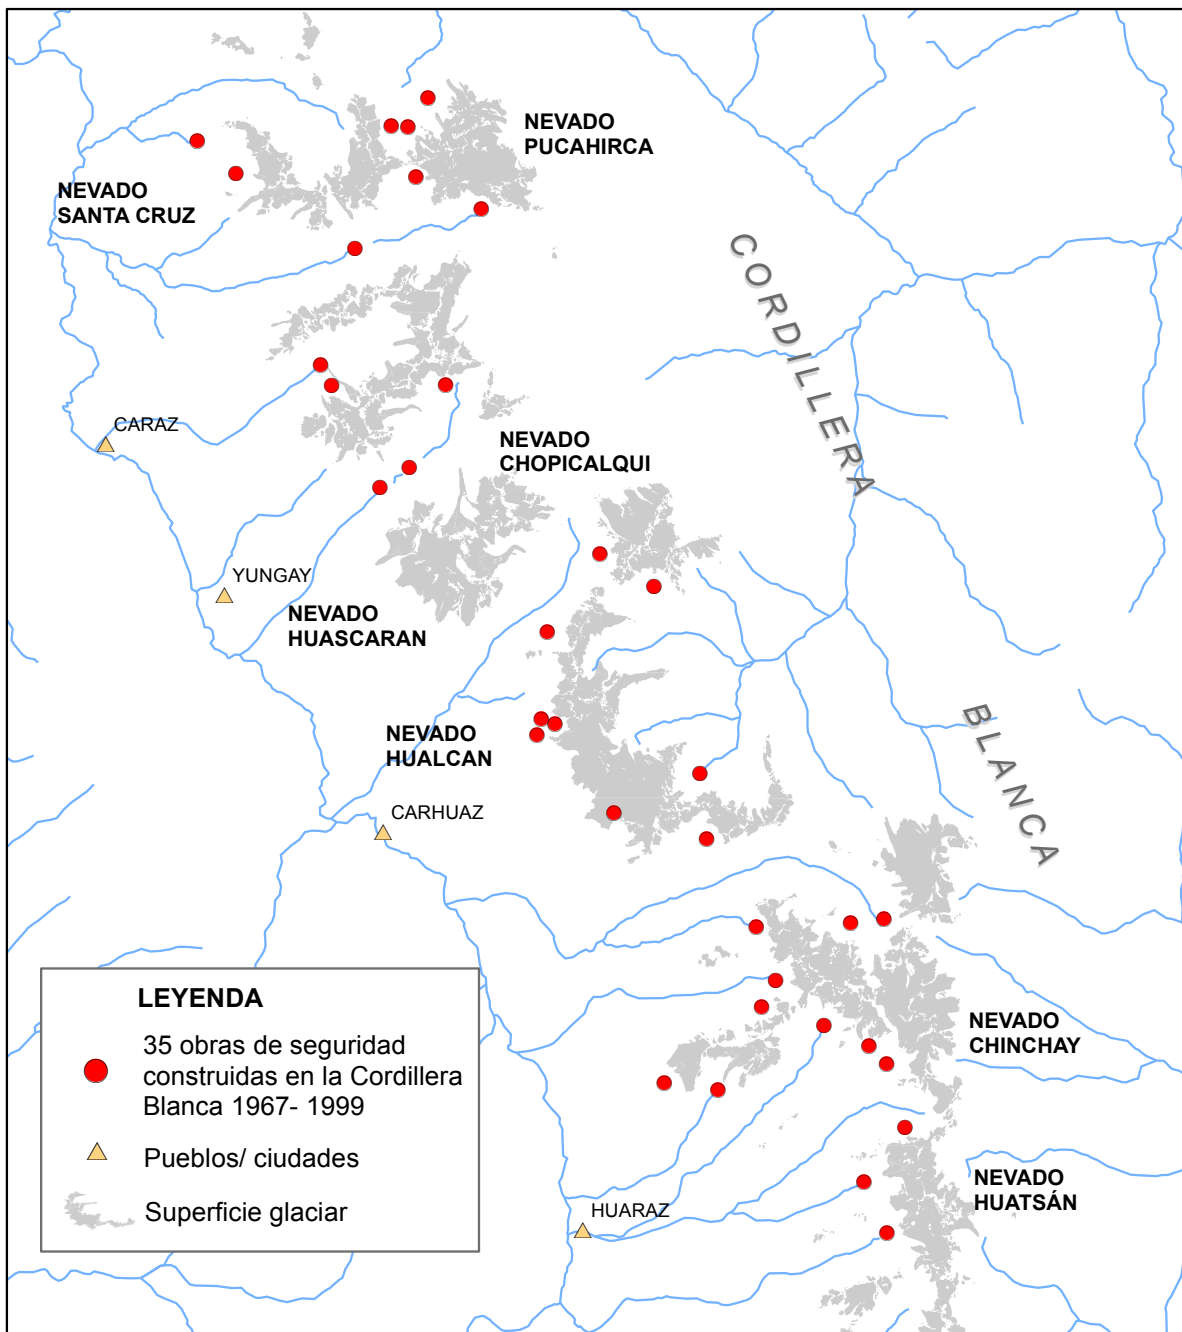 NEVADO
PUCAHIRCA
NEVADO
SANTA CRUZ
CORDILLERA
CARAZ
NEVADO
CHOPICALQUI
YUNGAY
NEVADO
HUASCARAN
NEVADO
HUALCAN
BLANCA
CARHUAZ
LEYENDA
35 obras de seguridad
construidas en la Cordillera
Blanca 1967- 1999
Pueblos/ ciudades
Superficie glaciar
NEVADO
CHINCHAY
NEVADO
HUATSÁN
HUARAZ